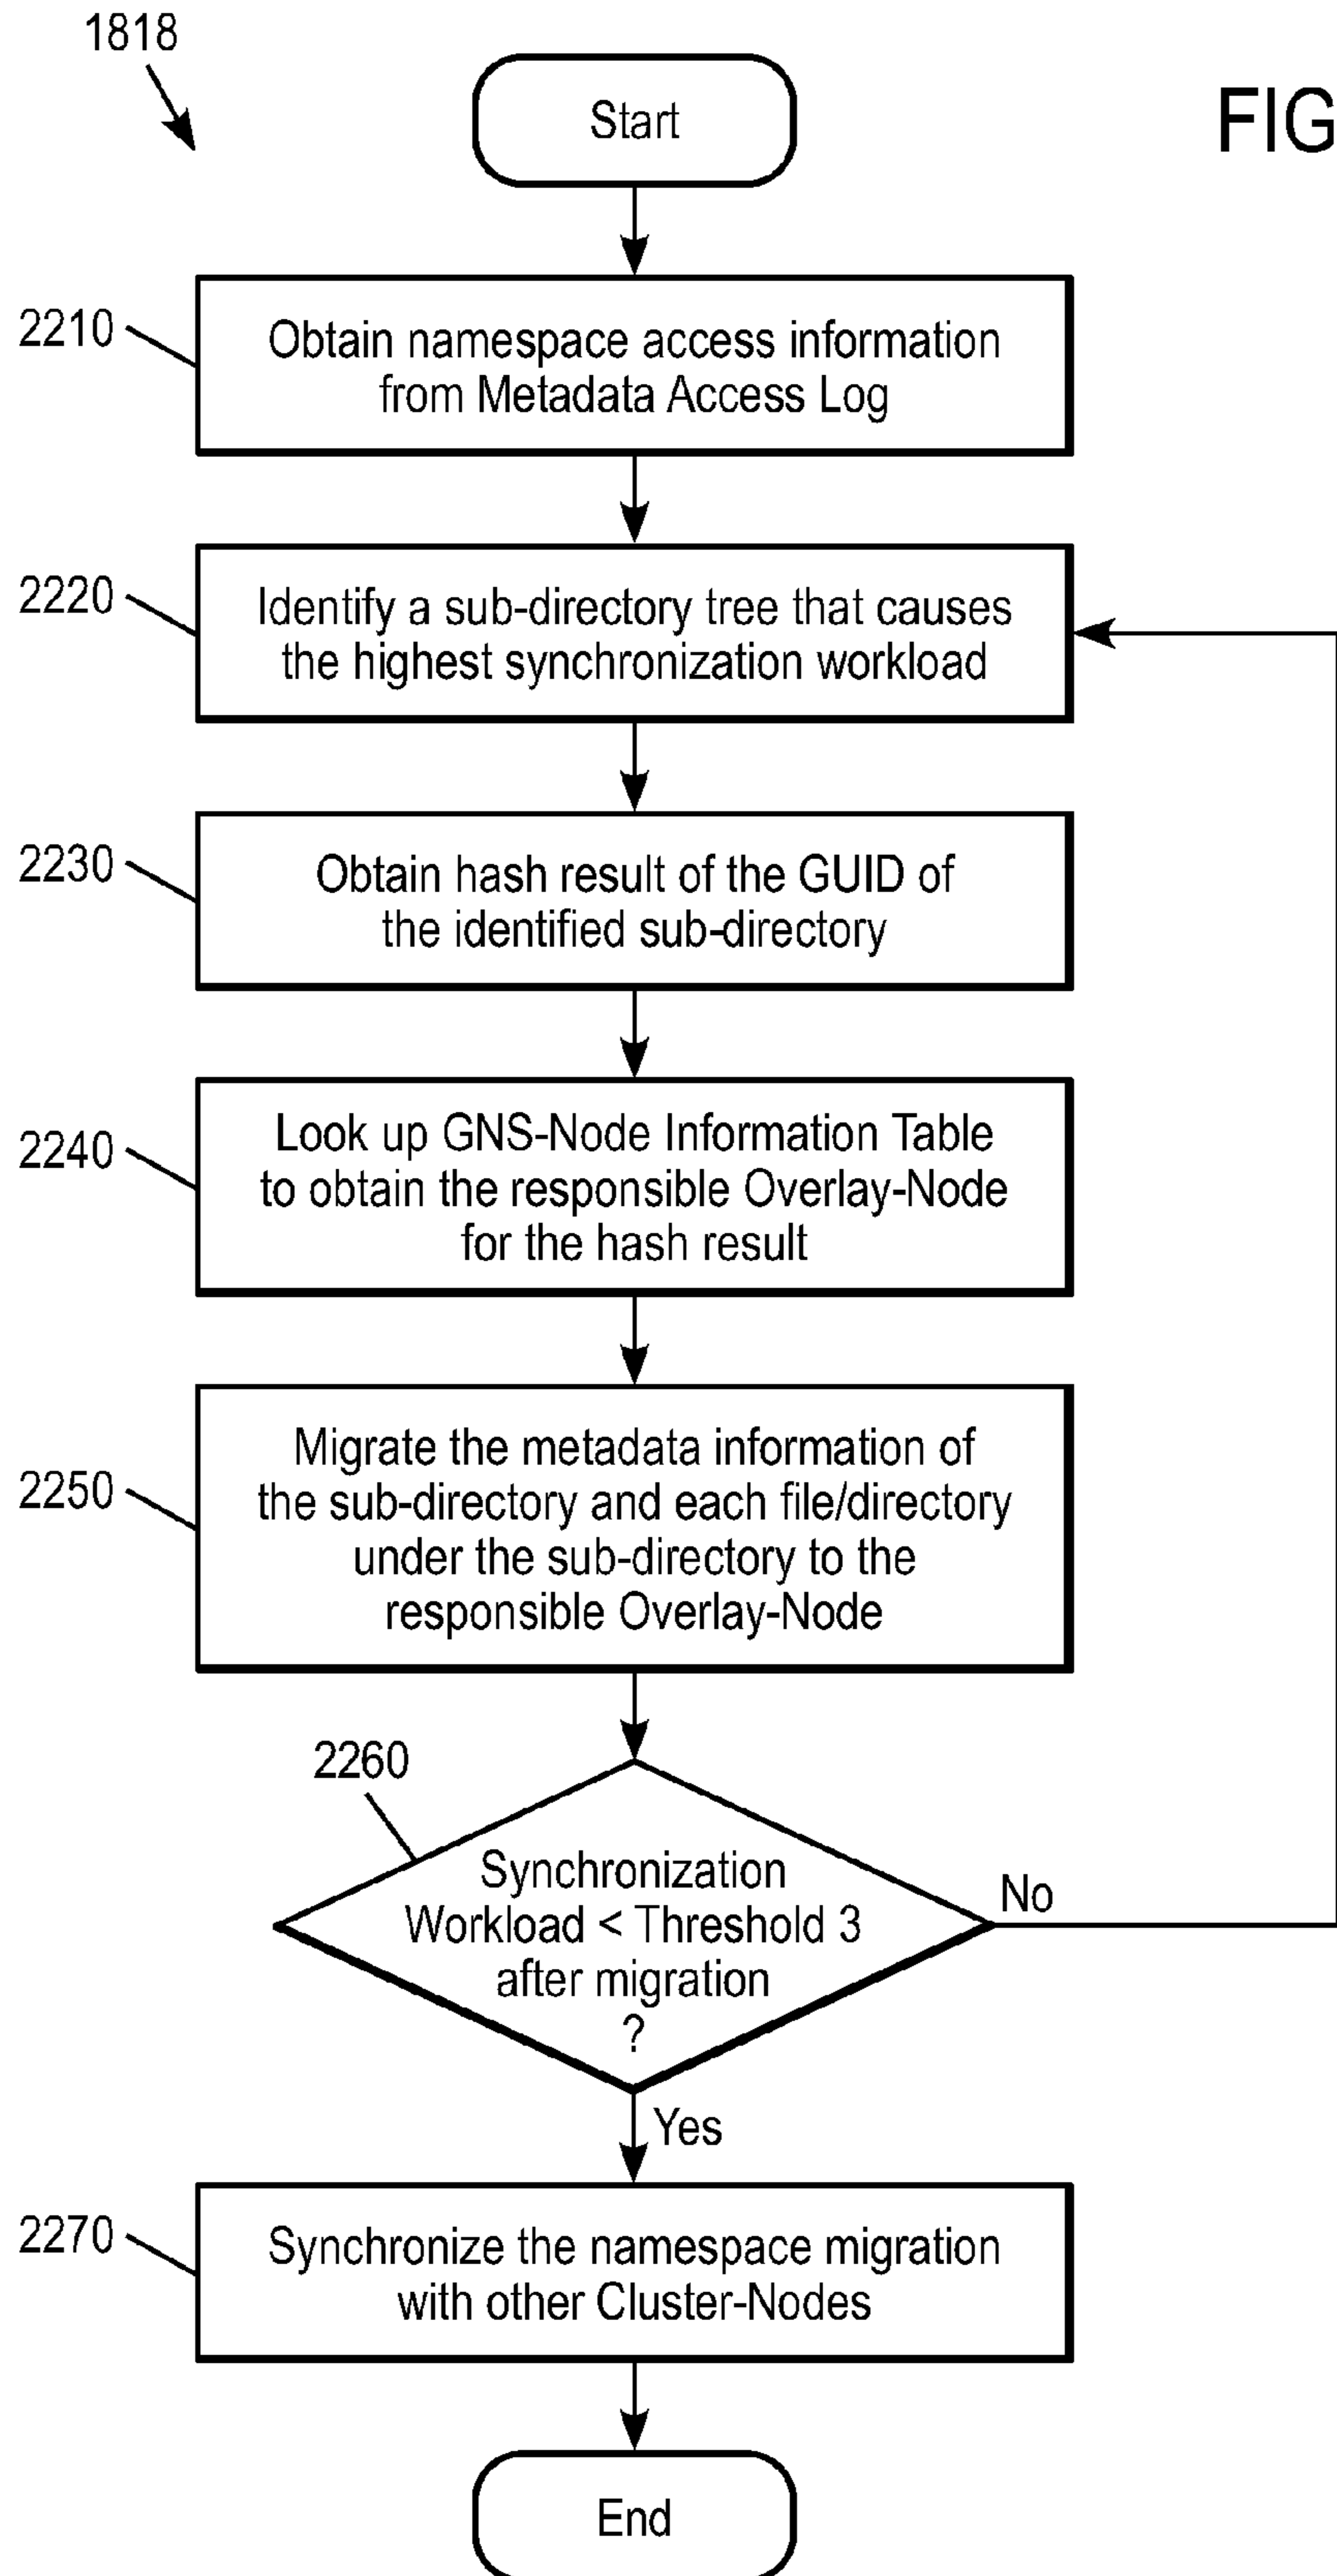 1818
Start
FIG
2210
Obtain namespace access information
from Metadata Access Log
2220
Identify a sub-directory tree that causes
the highest synchronization workload
2230
Obtain hash result of the GUID of
the identified sub-directory
2240
Look up GNS-Node Information Table
to obtain the responsible Overlay-Node
for the hash result
2250
Migrate the metadata information of
the sub-directory and each file/directory
under the sub-directory to the
responsible Overlay-Node
2260
Synchronization
Workload < Threshold 3
after migration
?
No
Yes
2270
Synchronize the namespace migration
with other Cluster-Nodes
End